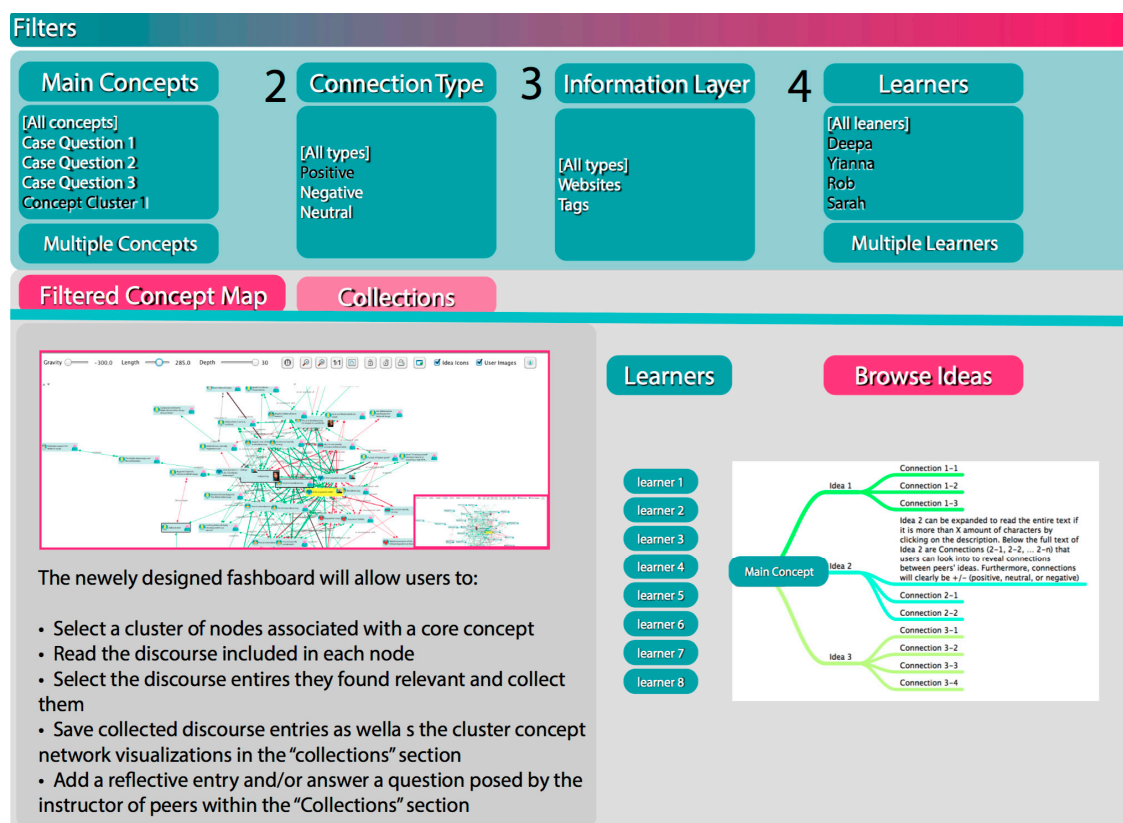 Filters
Main Concepts
[All concepts]
Case Question 1
Case Question 2
Case Question 3
Concept Cluster 1
Multiple Concepts
2
Connection Type
[All types]
Positive
Negative
Neutral
3
Information Layer
[All types]
Websites
Tags
4
Learners
[All leaners]
Deepa
Yianna
Rob
Sarah
Multiple Learners
Filtered Concept Map
Collections
Gravity -300.0 Length 285.0 Depth 30 1:1 Idea Icons User Images
The newly designed fashboard will allow users to:
• Select a cluster of nodes associated with a core concept
• Read the discourse included in each node
• Select the discourse entires they found relevant and collect
them
• Save collected discourse entries as wella s the cluster concept
network visualizations in the “collections” section
• Add a reflective entry and/or answer a question posed by the
instructor of peers within the “Collections” section
Learners
learner 1
learner 2
learner 3
learner 4
learner 5
learner 6
learner 7
learner 8
Browse Ideas
Main Concept
Idea 1
Connection 1-1
Connection 1-2
Connection 1-3
Idea 2
Idea 2 can be expanded to read the entire text if
it is more than X amount of characters by
clicking on the description. Below the full text of
Idea 2 are Connections (2-1, 2-2, ... 2-n) that
users can look into to reveal connections
between peers' ideas. Furthermore, connections
will clearly be +/- (positive, neutral, or negative)
Connection 2-1
Connection 2-2
Idea 3
Connection 3-1
Connection 3-2
Connection 3-3
Connection 3-4